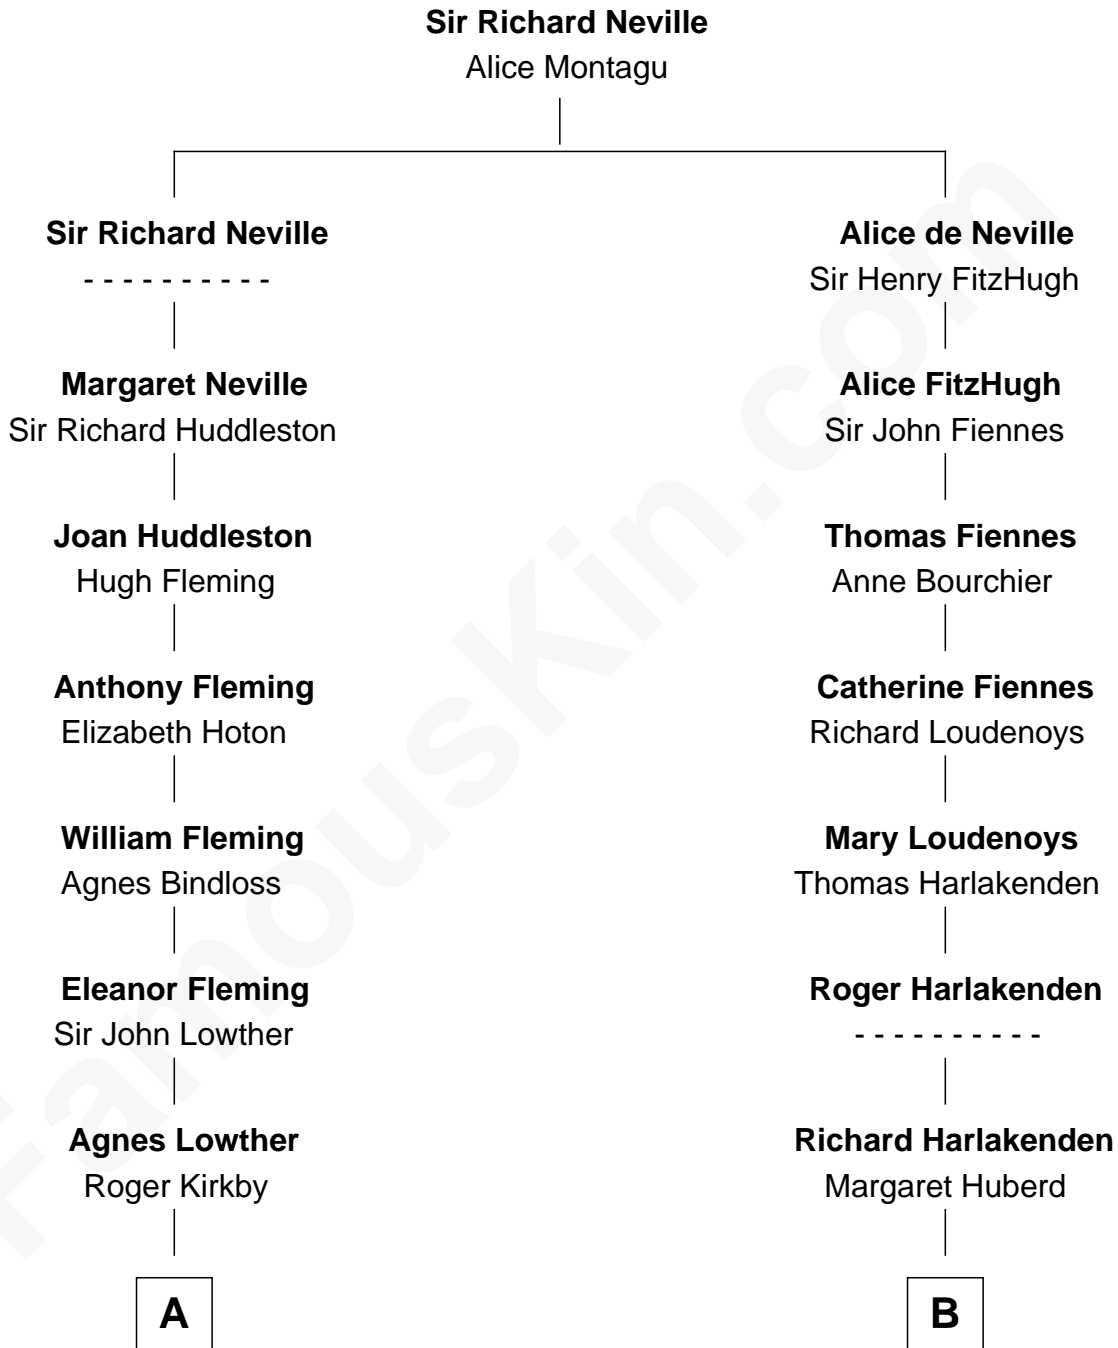 Sir Richard Neville
Alice Montagu
Sir Richard Neville
- - - - - - - - - -
Margaret Neville
Sir Richard Huddleston
Joan Huddleston
Hugh Fleming
Anthony Fleming
Elizabeth Hoton
William Fleming
Agnes Bindloss
Eleanor Fleming
Sir John Lowther
Agnes Lowther
Roger Kirkby
A
Alice de Neville
Sir Henry FitzHugh
Alice FitzHugh
Sir John Fiennes
Thomas Fiennes
Anne Bourchier
Catherine Fiennes
Richard Loudenoys
Mary Loudenoys
Thomas Harlakenden
Roger Harlakenden
- - - - - - - - - -
Richard Harlakenden
Margaret Huberd
B
FamousKin.com